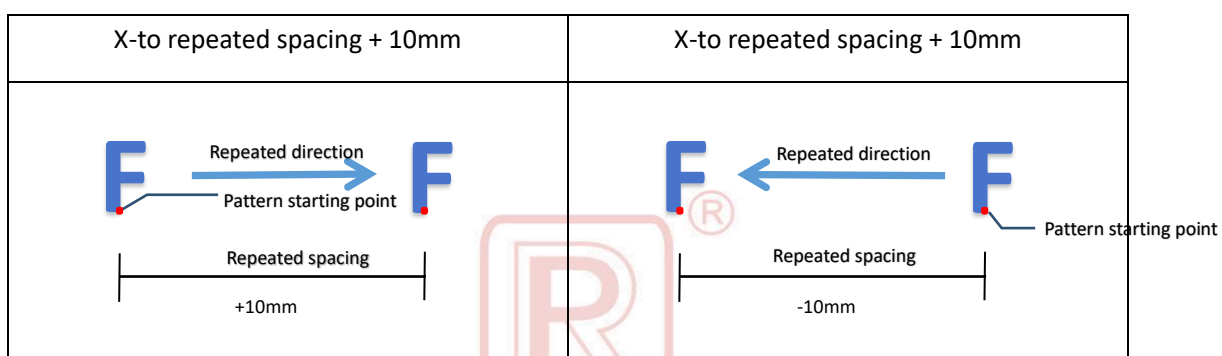 X-to repeated spacing + 10mm
X-to repeated spacing + 10mm
F
Repeated direction
F
Pattern starting point
Repeated spacing
+10mm
F
Repeated direction
F
Pattern starting point
Repeated spacing
-10mm
R
®